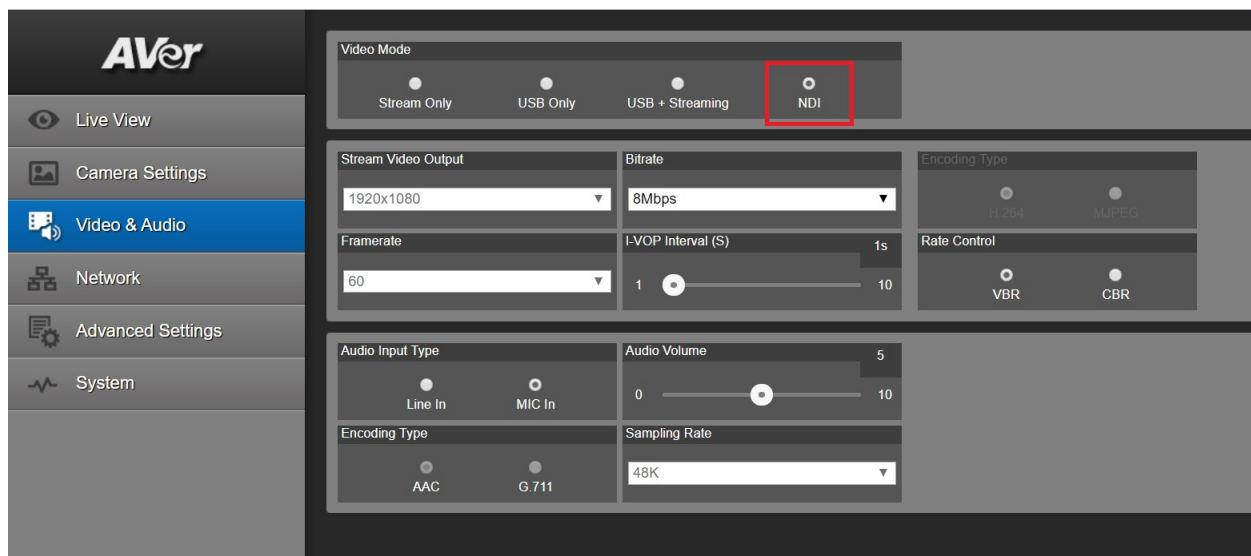 AVer
Live View
Camera Settings
Video & Audio
Network
Advanced Settings
System
Video Mode
Stream Only USB Only USB + Streaming NDI
Stream Video Output
1920x1080 ▼
Bitrate
8Mbps ▼
Encoding Type
H.264 MJPEG
Framerate
60 ▼
I-VOP Interval (S) 1s
1 10
Rate Control
VBR CBR
Audio Input Type
Line In MIC In
Audio Volume 5
0 10
Encoding Type
AAC G.711
Sampling Rate
48K ▼